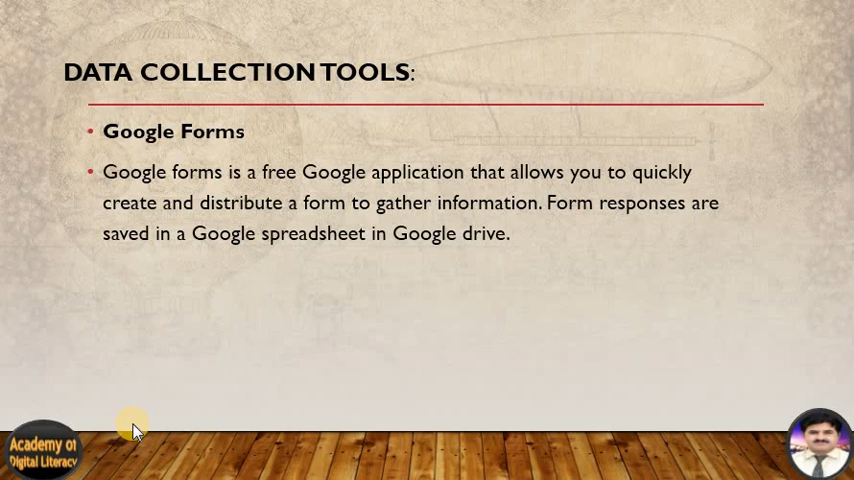 DATA COLLECTION TOOLS:
• Google Forms
• Google forms is a free Google application that allows you to quickly
create and distribute a form to gather information. Form responses are
saved in a Google spreadsheet in Google drive.
Academy of
Digital Literacy